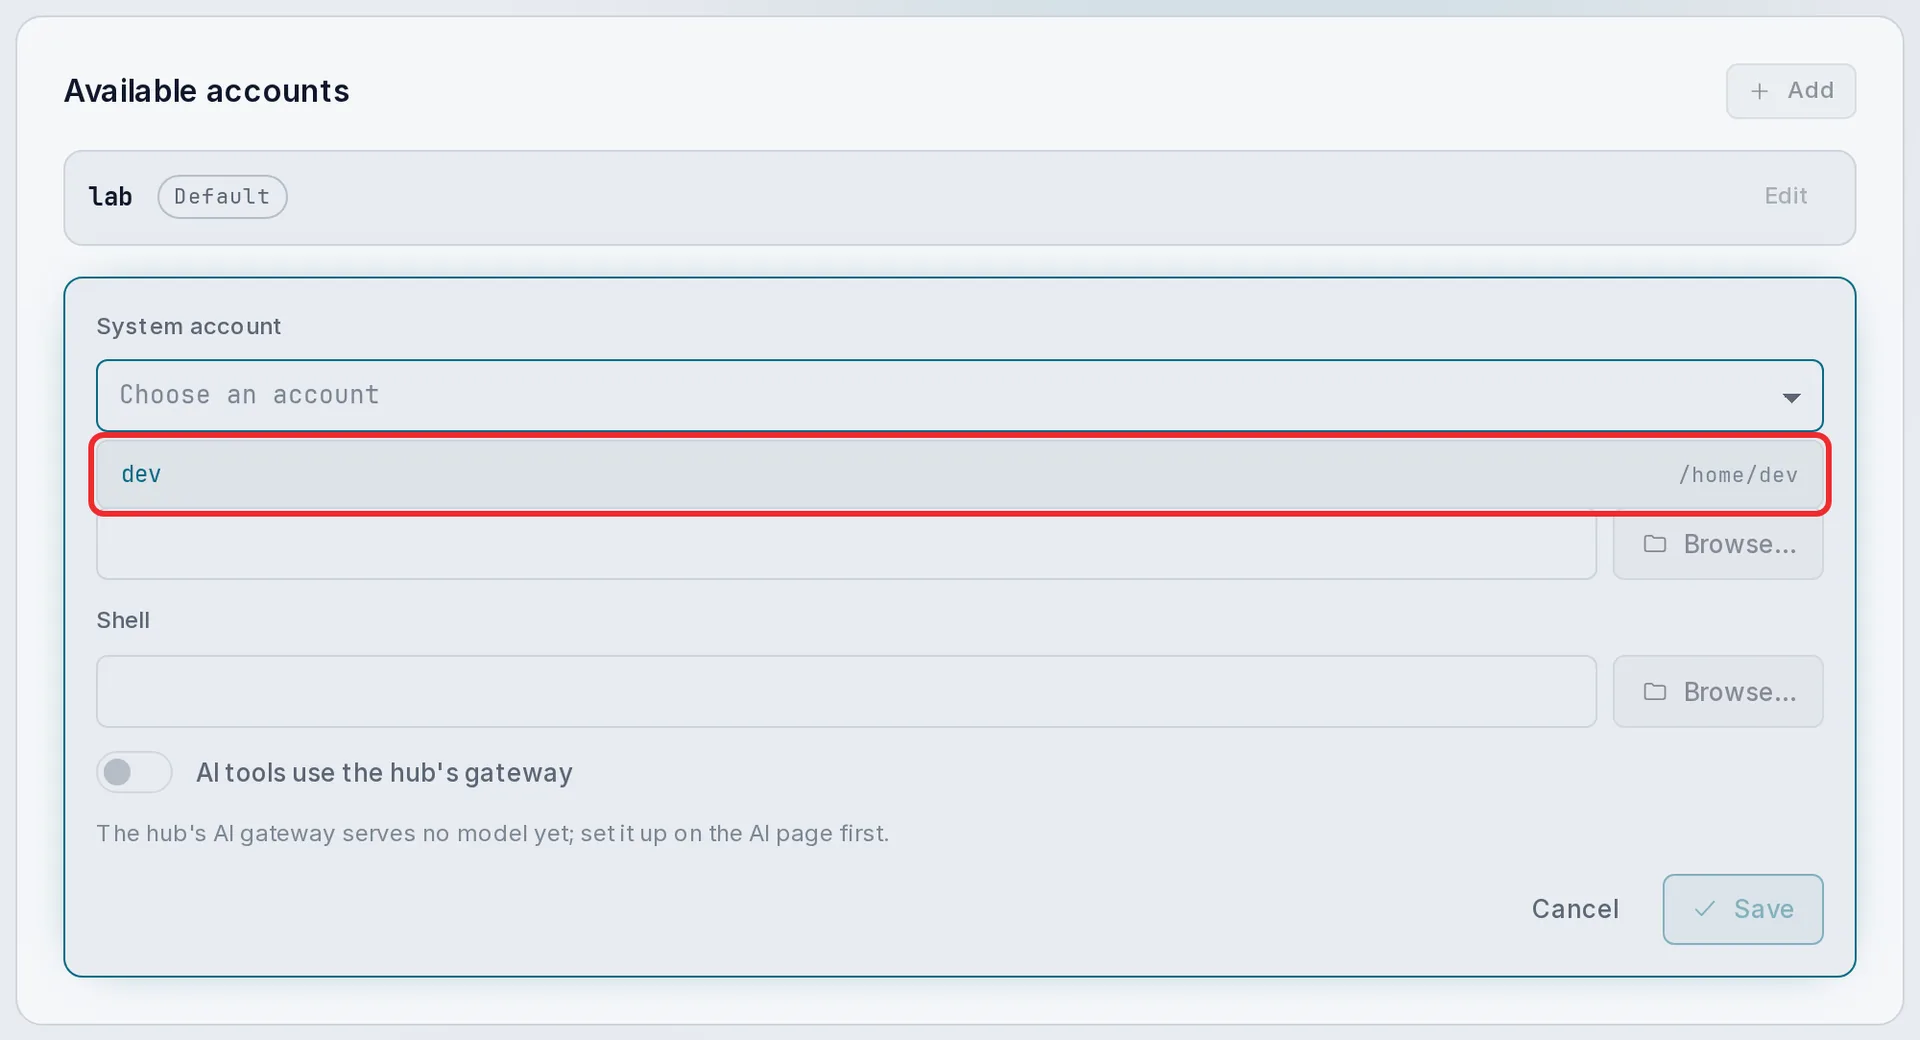 Available accounts
Add
lab Default Edit
System account
Choose an account
dev /home/dev
Browse...
Shell
Browse...
AI tools use the hub's gateway
The hub's AI gateway serves no model yet; set it up on the AI page first.
Cancel Save